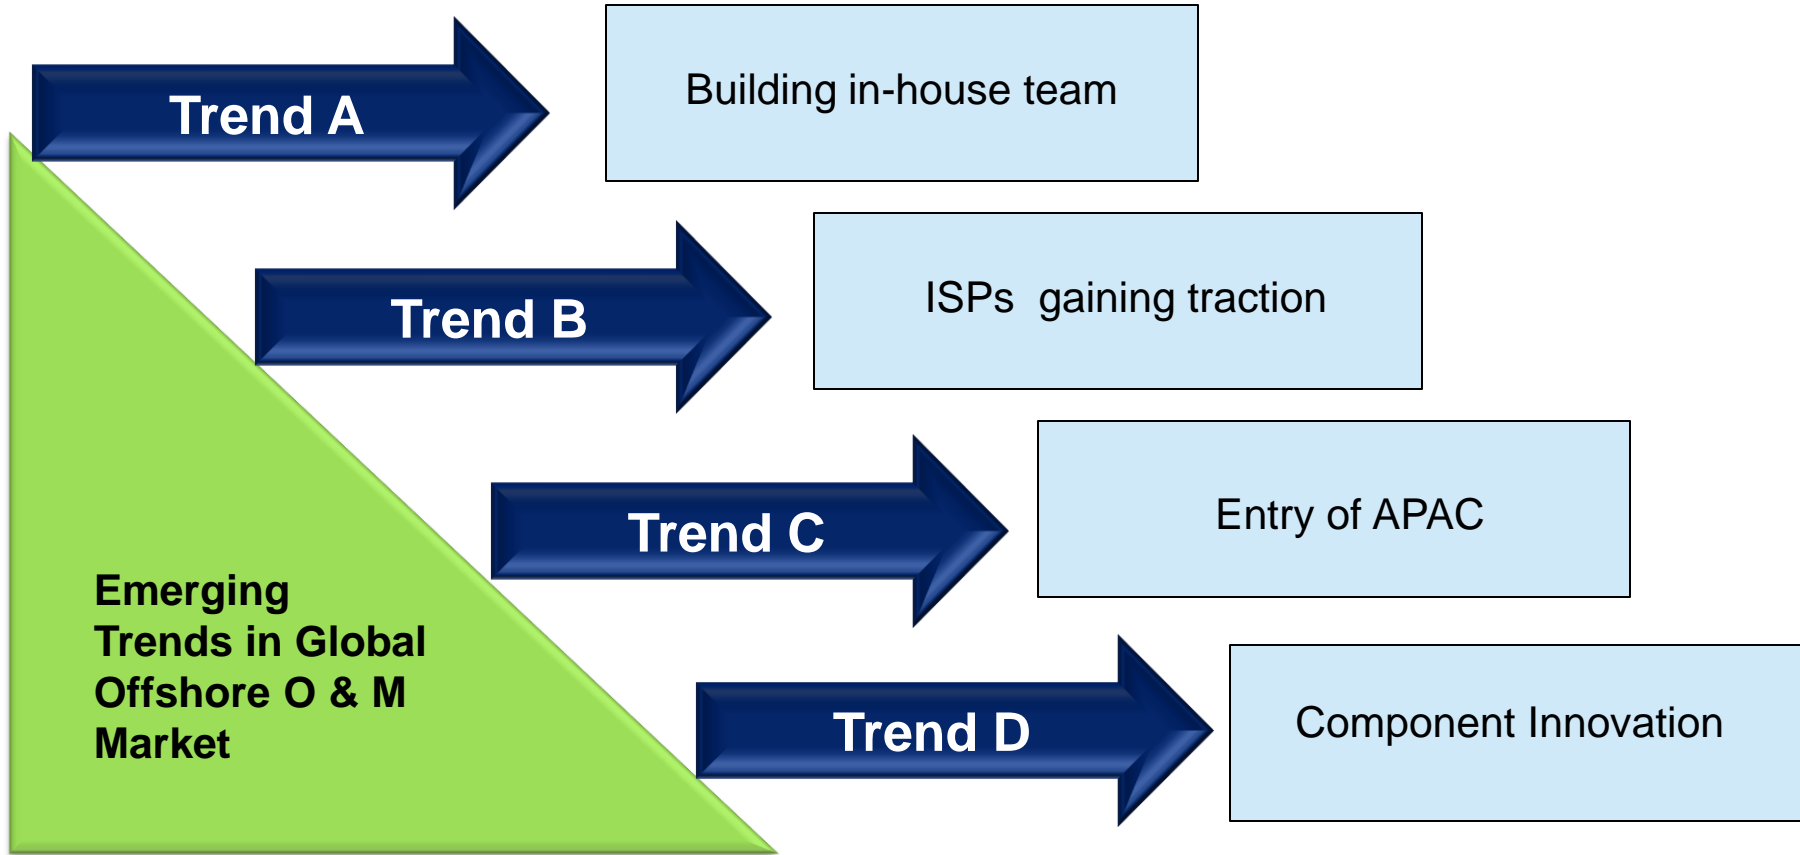 Trend A
Building in-house team
Trend B
ISPs  gaining traction
Trend C
Entry of APAC
Trend D
Component Innovation
Emerging
Trends in Global
Offshore O & M
Market